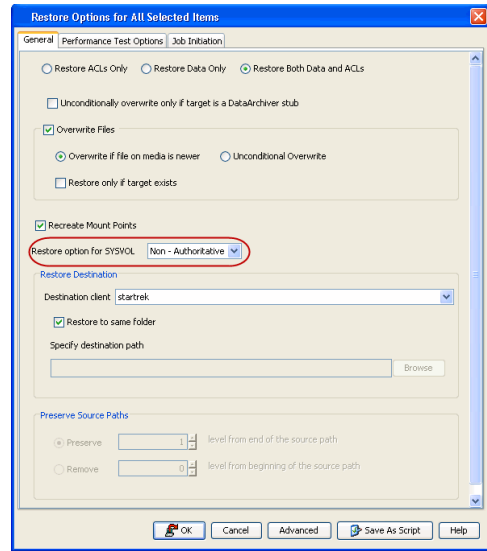 Restore Options for All Selected Items
General Performance Test Options Job Initiation
Restore ACLs Only Restore Data Only Restore Both Data and ACLs
Unconditionally overwrite only if target is a DataArchiver stub
Overwrite Files
Overwrite if file on media is newer Unconditional Overwrite
Restore only if target exists
Recreate Mount Points
Restore option for SYSVOL Non - Authoritative
Restore Destination
Destination client startrek
Restore to same folder
Specify destination path
Browse
Preserve Source Paths
Preserve 1 level from end of the source path
Remove 0 level from beginning of the source path
OK Cancel Advanced Save As Script Help